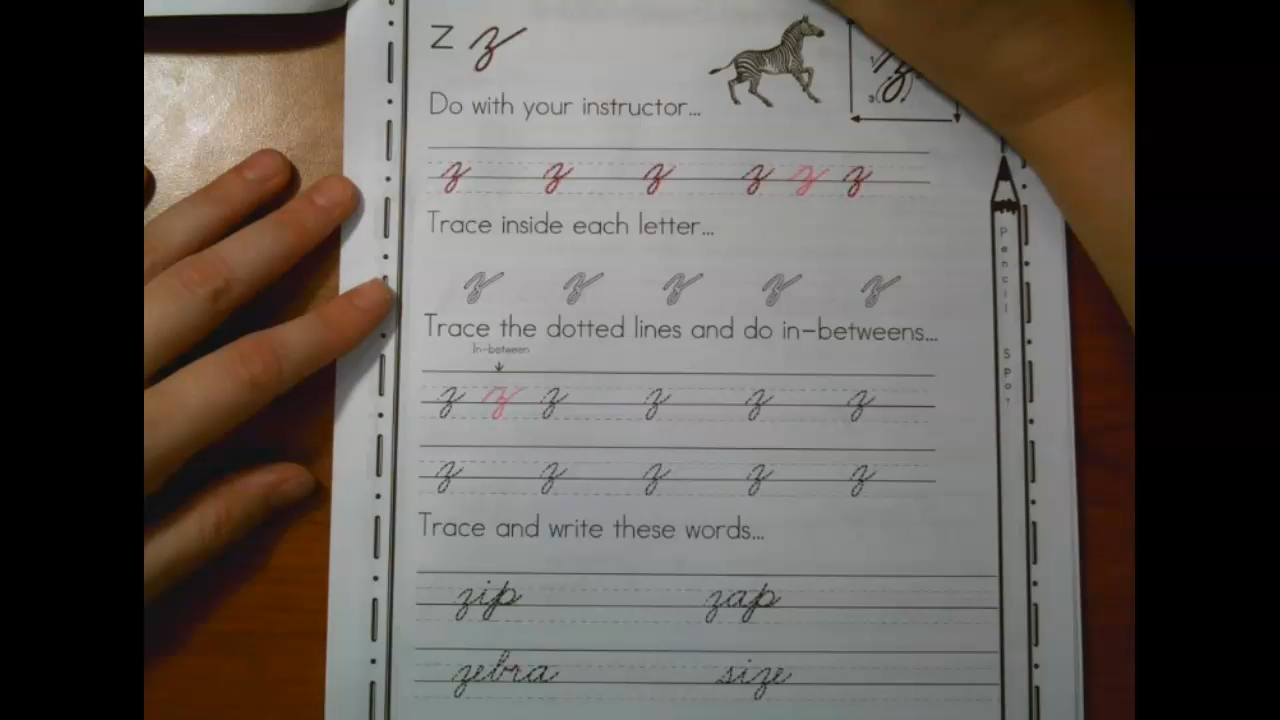 z z
Do with your instructor...
z z z z z z
Trace inside each letter...
z z z z z
Trace the dotted lines and do in-betweens...
In-between
z z z z z z
z z z z z
Trace and write these words...
zip zap
zebra size
Pencil Spot